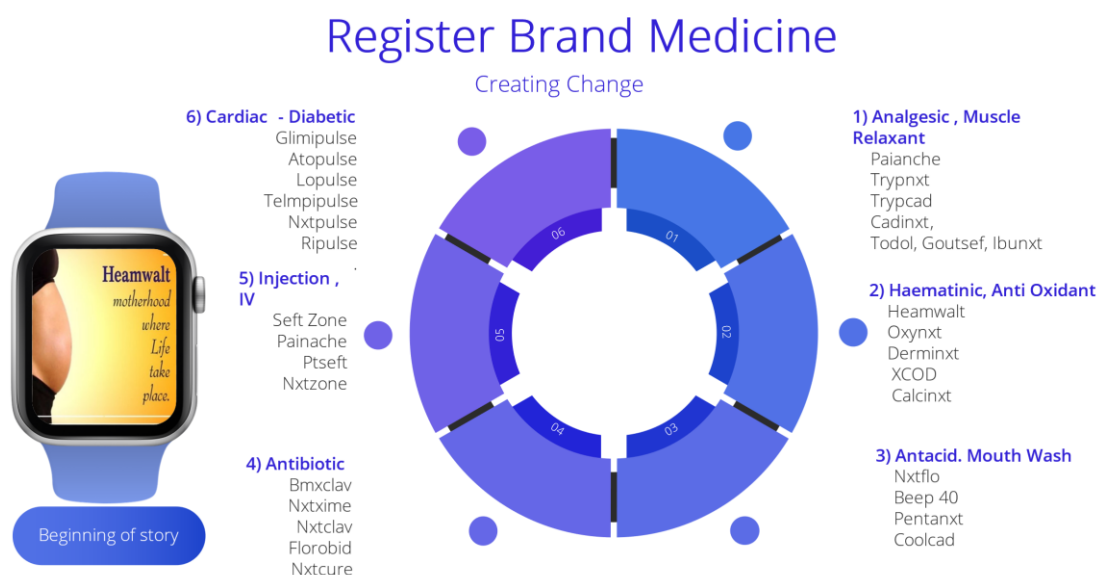 Register Brand Medicine
Creating Change
6) Cardiac - Diabetic
Glimipulse
Atopulse
Lopulse
Telmpipulse
Nxtpulse
Ripulse
.
5) Injection ,
IV
Seft Zone
Painache
Ptseft
Nxtzone
4) Antibiotic
Bmxclav
Nxtxime
Nxtclav
Florobid
Nxtcure
1) Analgesic , Muscle
Relaxant
Paianche
Trypnxt
Trypcad
Cadinxt,
Todol, Goutsef, Ibunxt
2) Haematinic, Anti Oxidant
Heamwalt
Oxynxt
Derminxt
XCOD
Calcinxt
3) Antacid. Mouth Wash
Nxtflo
Beep 40
Pentanxt
Coolcad
01
02
03
04
05
06
Heamwalt
motherhood
where
Life
take
place.
Beginning of story